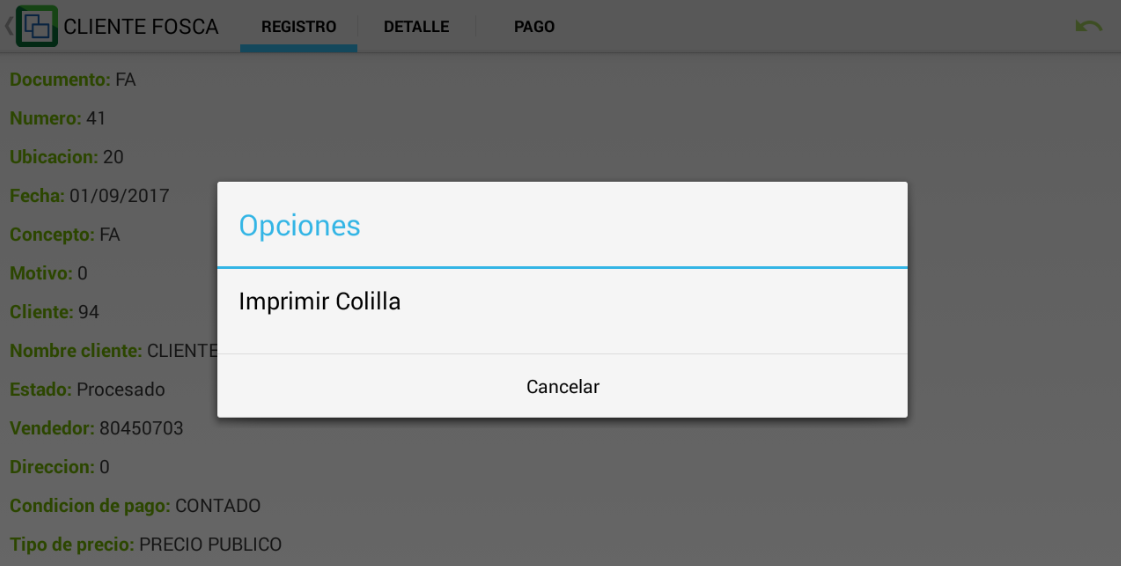 CLIENTE FOSCA REGISTRO DETALLE PAGO
Documento: FA
Numero: 41
Ubicacion: 20
Fecha: 01/09/2017
Concepto: FA
Motivo: 0
Cliente: 94
Nombre cliente: CLIENTE
Estado: Procesado
Vendedor: 80450703
Direccion: 0
Condicion de pago: CONTADO
Tipo de precio: PRECIO PUBLICO
Opciones
Imprimir Colilla
Cancelar